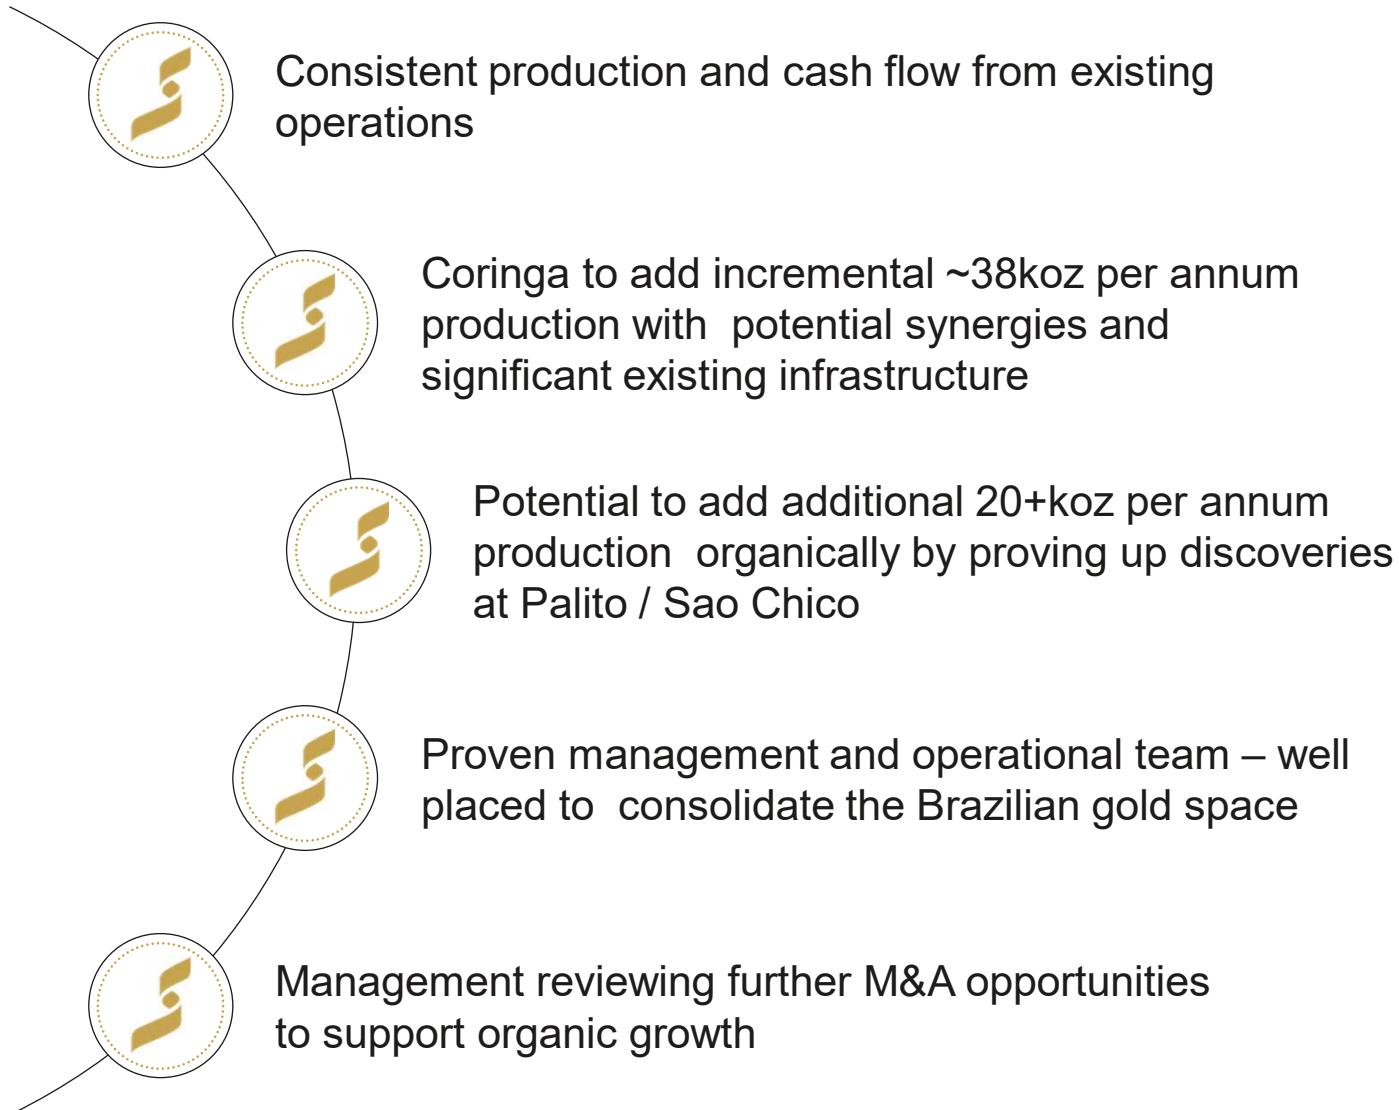 Consistent production and cash flow from existing
operations
Coringa to add incremental ~38koz per annum
production with  potential synergies and
significant existing infrastructure
Potential to add additional 20+koz per annum
production  organically by proving up discoveries
at Palito / Sao Chico
Proven management and operational team – well
placed to  consolidate the Brazilian gold space
Management reviewing further M&A opportunities
to support organic growth